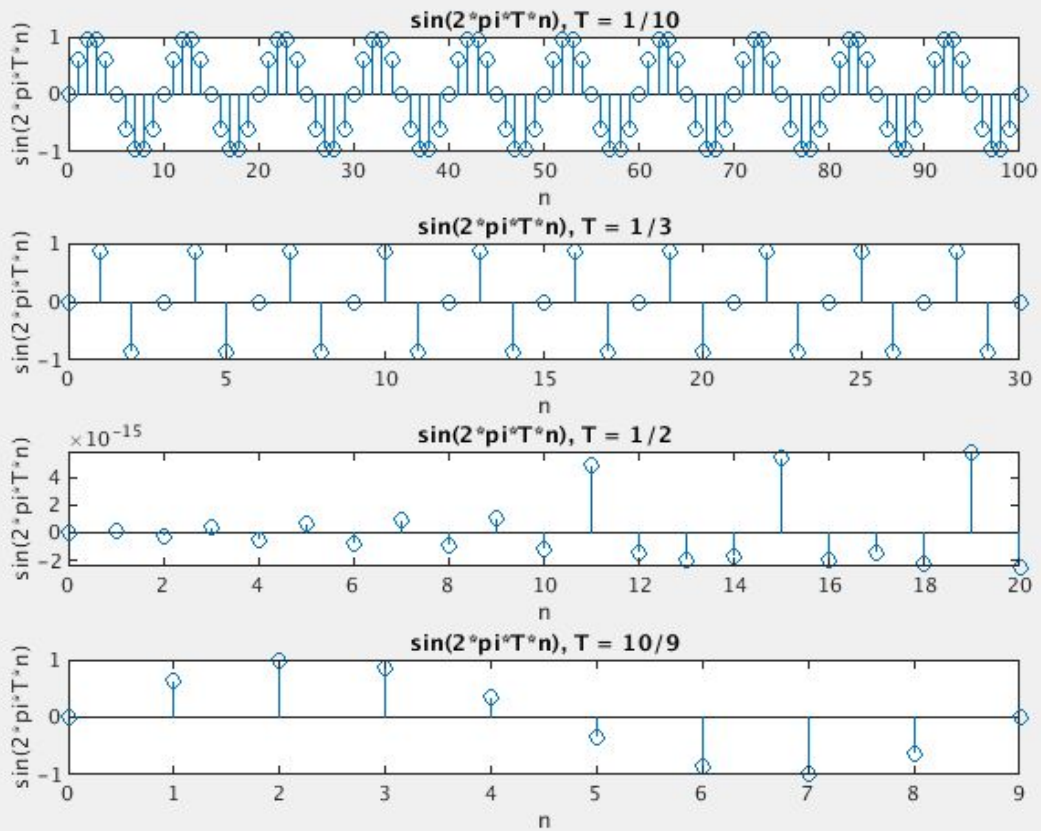 sin(2*pi*T*n), T = 1/10
1
0
-1
sin(2*pi*T*n)
0 10 20 30 40 50 60 70 80 90 100
n
sin(2*pi*T*n), T = 1/3
1
0
-1
sin(2*pi*T*n)
0 5 10 15 20 25 30
n
×10^-15
sin(2*pi*T*n), T = 1/2
4
2
0
-2
sin(2*pi*T*n)
0 2 4 6 8 10 12 14 16 18 20
n
sin(2*pi*T*n), T = 10/9
1
0
-1
sin(2*pi*T*n)
0 1 2 3 4 5 6 7 8 9
n